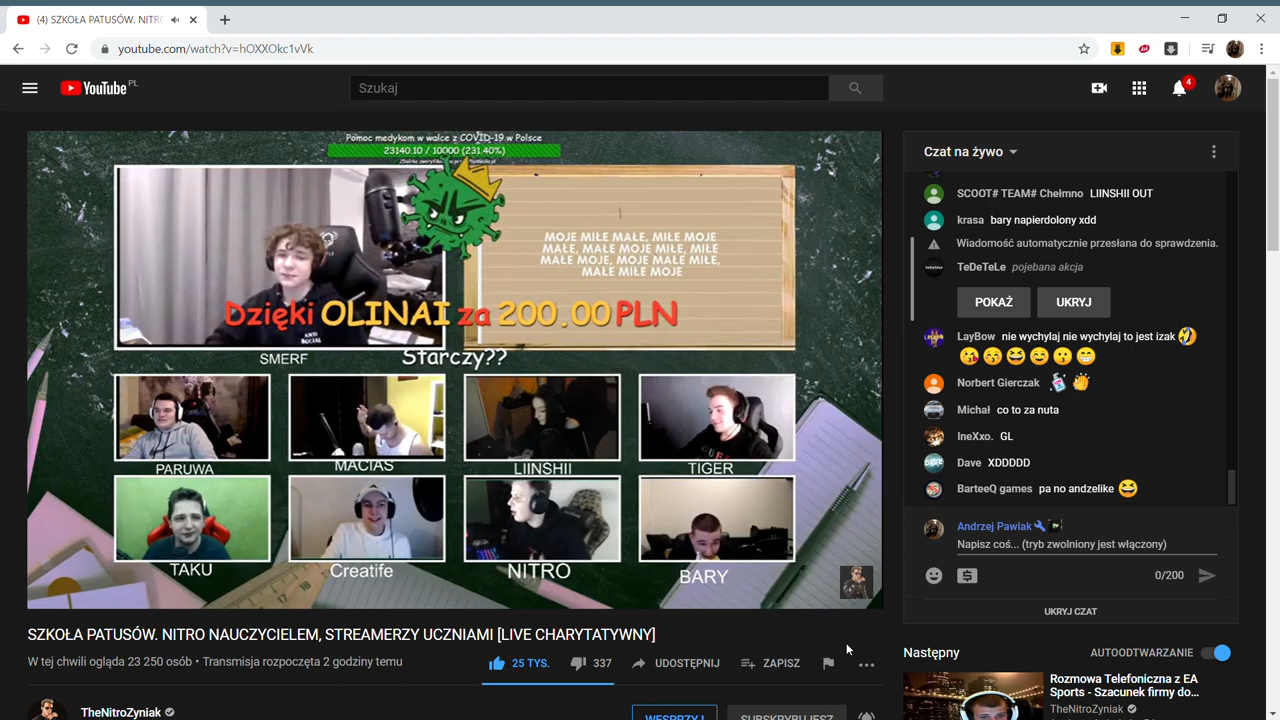 (4) SZKOŁA PATUSÓW. NITRO
youtube.com/watch?v=hOXXOkc1vVk
YouTube PL
Szukaj
4
Pomoc medykom w walce z COVID-19 w Polsce
23140.10 / 10000 (231.40%)
MOJE MIŁE MAŁE, MIŁE MOJE
MAŁE, MAŁE MOJE MIŁE, MIŁE
MAŁE MOJE, MOJE MAŁE MIŁE,
MAŁE MIŁE MOJE
Dzięki OLINAI za 200.00 PLN
Starczy??
ANTI SOCIAL
SMERF
PARUWA
MACIAS
LIINSHII
TIGER
TAKU
Creatife
NITRO
BARY
SZKOŁA PATUSÓW. NITRO NAUCZYCIELEM, STREAMERZY UCZNIAMI [LIVE CHARYTATYWNY]
W tej chwili ogląda 23 250 osób • Transmisja rozpoczęta 2 godziny temu
25 TYS.
337
UDOSTĘPNIJ
ZAPISZ
TheNitroZyniak
WESPRZYJ
SUBSKRYBUJESZ
Czat na żywo
SCOOT# TEAM# Chełmno LIINSHII OUT
krasa bary napierdolony xdd
Wiadomość automatycznie przesłana do sprawdzenia.
TeDeTeLe pojebana akcja
POKAŻ
UKRYJ
LayBow nie wychylaj nie wychylaj to jest izak
Norbert Gierczak
Michał co to za nuta
IneXxo. GL
Dave XDDDDD
BarteeQ games pa no andzelike
Andrzej Pawlak
Napisz coś... (tryb zwolniony jest włączony)
0/200
UKRYJ CZAT
Następny
AUTOODTWARZANIE
Rozmowa Telefoniczna z EA
Sports - Szacunek firmy do...
TheNitroZyniak